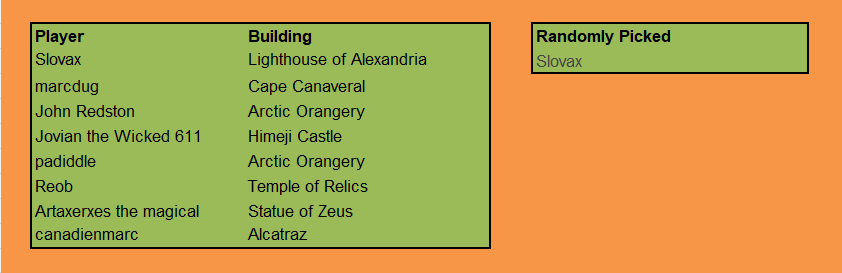 Player Building
Slovax Lighthouse of Alexandria
marcdug Cape Canaveral
John Redston Arctic Orangery
Jovian the Wicked 611 Himeji Castle
padiddle Arctic Orangery
Reob Temple of Relics
Artaxerxes the magical Statue of Zeus
canadienmarc Alcatraz
Randomly Picked
Slovax